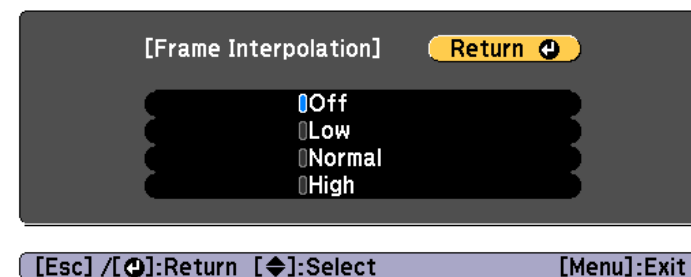 [Frame Interpolation] Return
Off
Low
Normal
High
[Esc] /[⏎]:Return [◆]:Select [Menu]:Exit